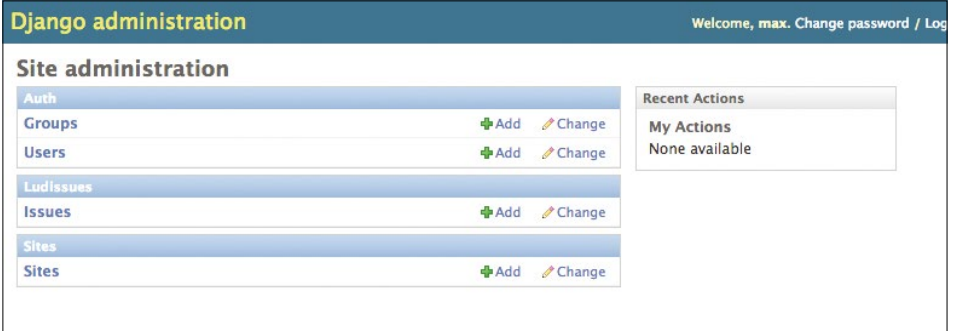 Django administration
Welcome, max. Change password / Log
Site administration
Auth
Groups Add Change
Users Add Change
Ludissues
Issues Add Change
Sites
Sites Add Change
Recent Actions
My Actions
None available